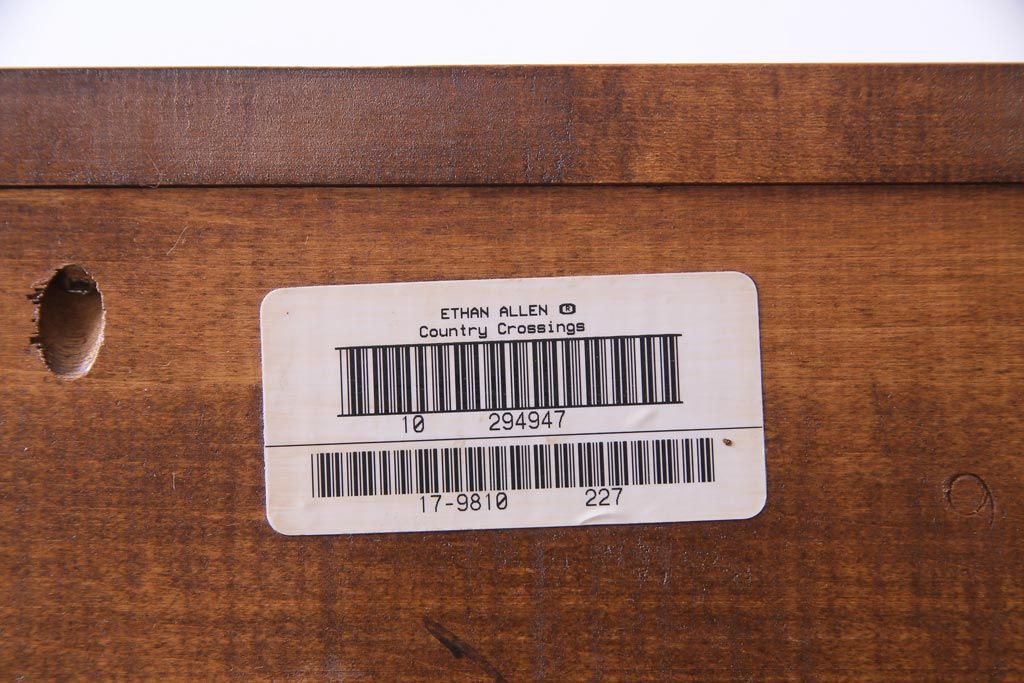 ETHAN ALLEN ®
Country Crossings
10 294947
17-9810 227